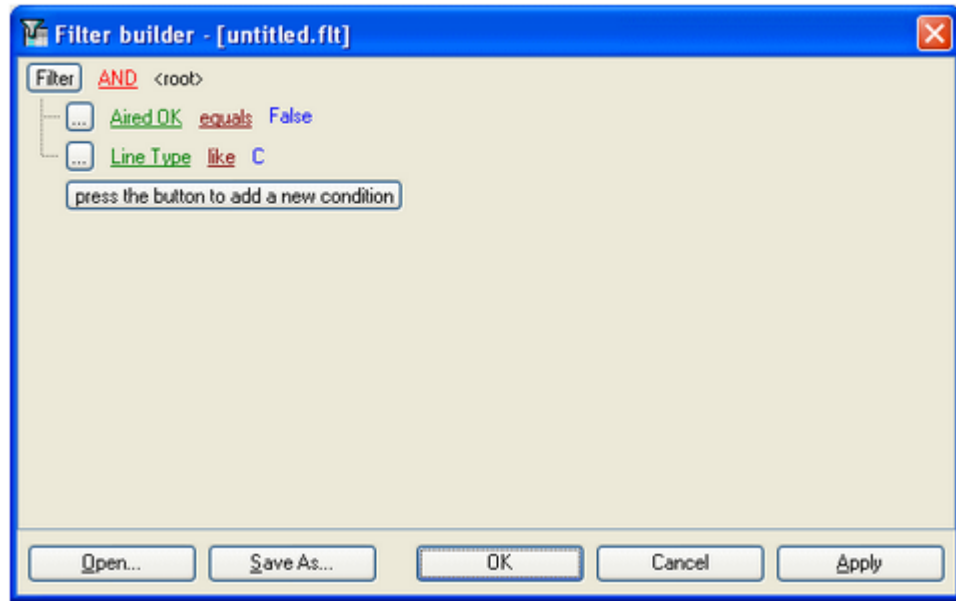 Filter builder - [untitled.flt]
Filter AND <root>
... Aired OK equals False
... Line Type like C
press the button to add a new condition
Open... Save As... OK Cancel Apply